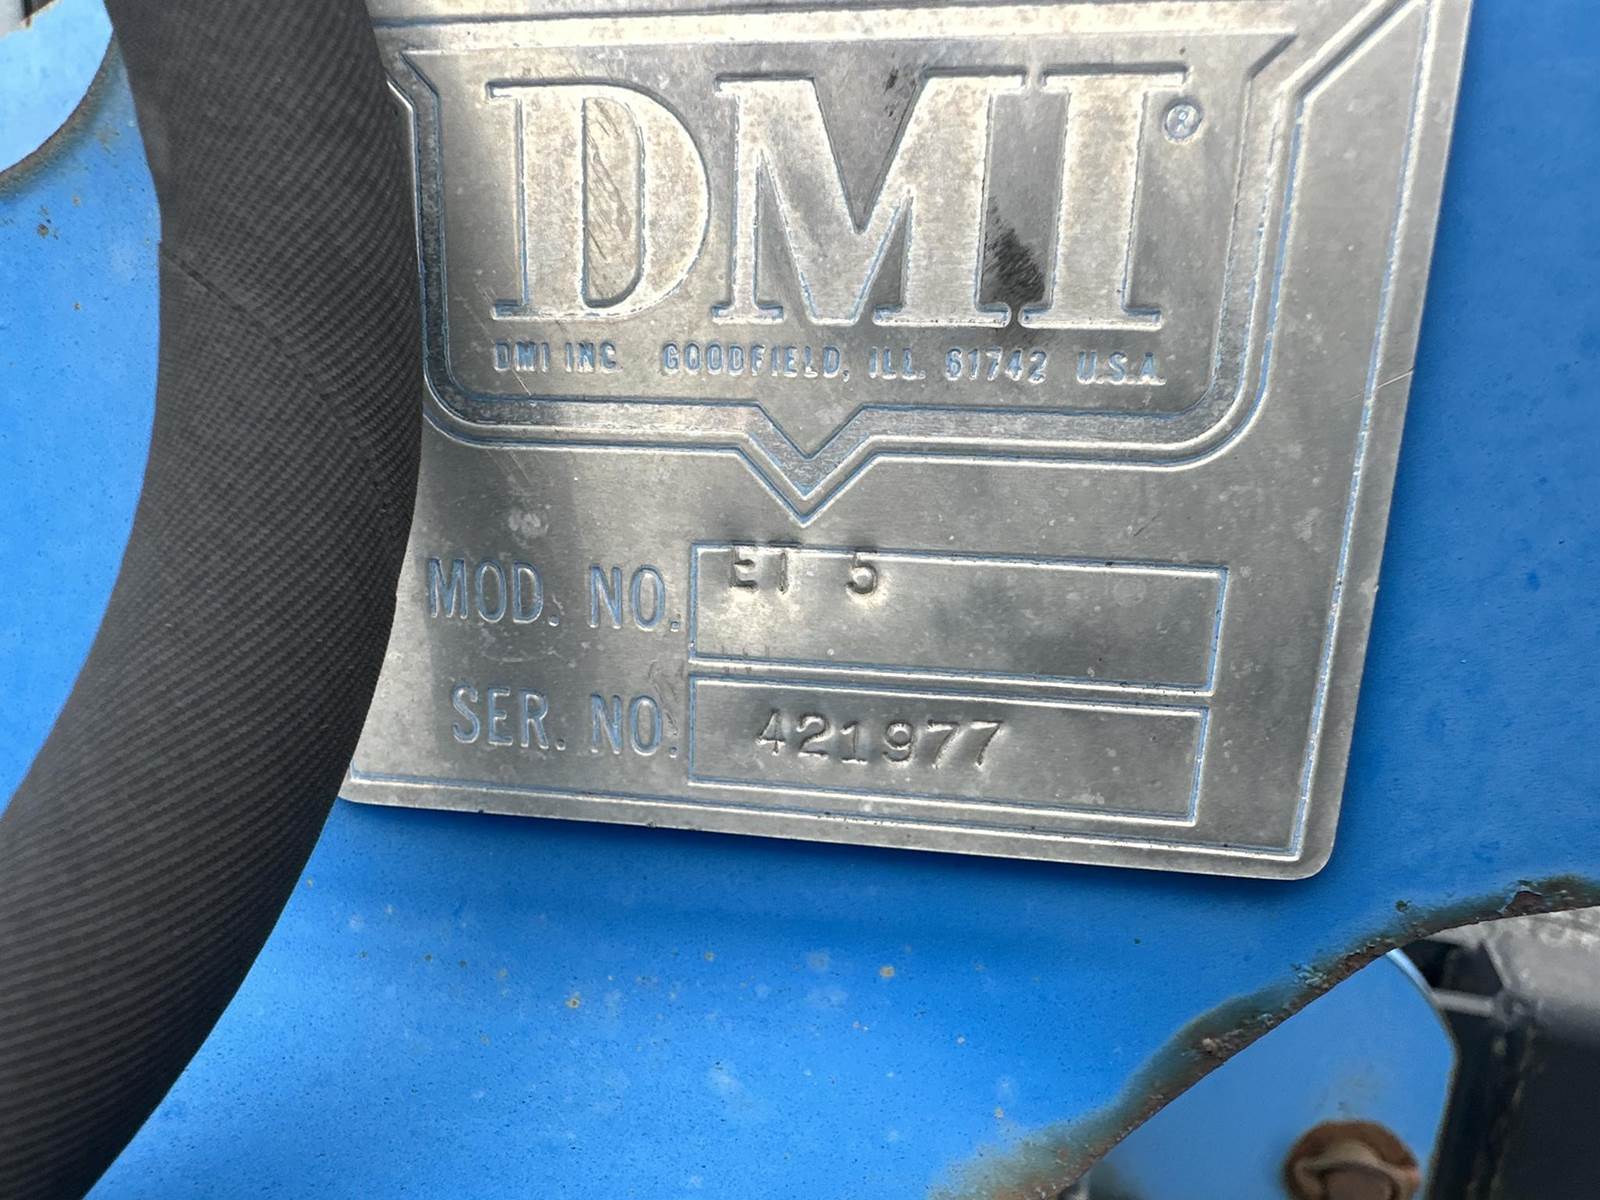 DMI®
DMI INC. GOODFIELD, ILL. 61742 U.S.A.
MOD. NO. ET 5
SER. NO. 421977